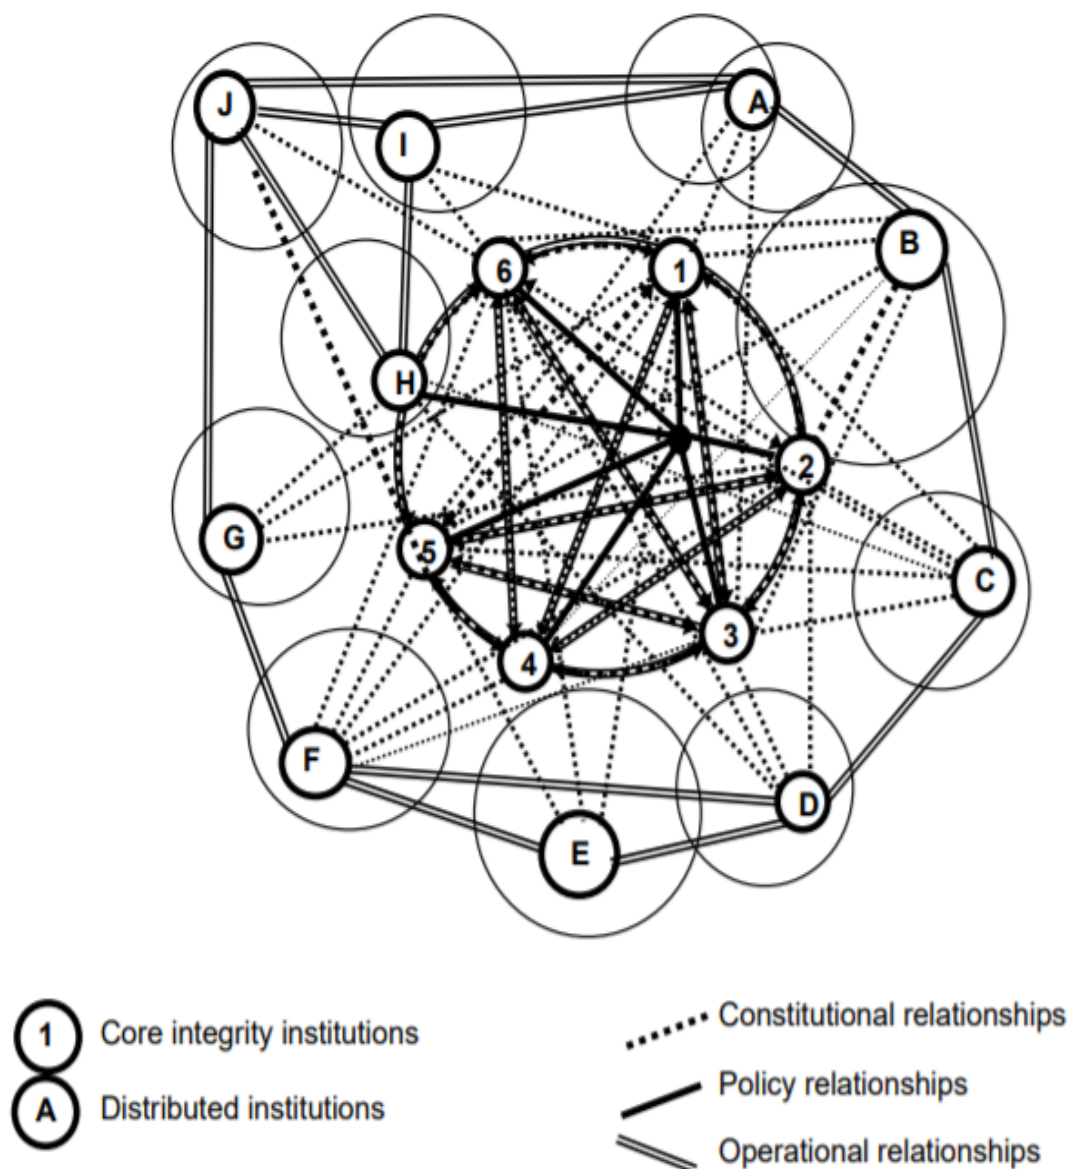 J
I
A
B
6
1
H
2
G
5
C
3
4
F
D
E
1 Core integrity institutions
A Distributed institutions
Constitutional relationships
Policy relationships
Operational relationships